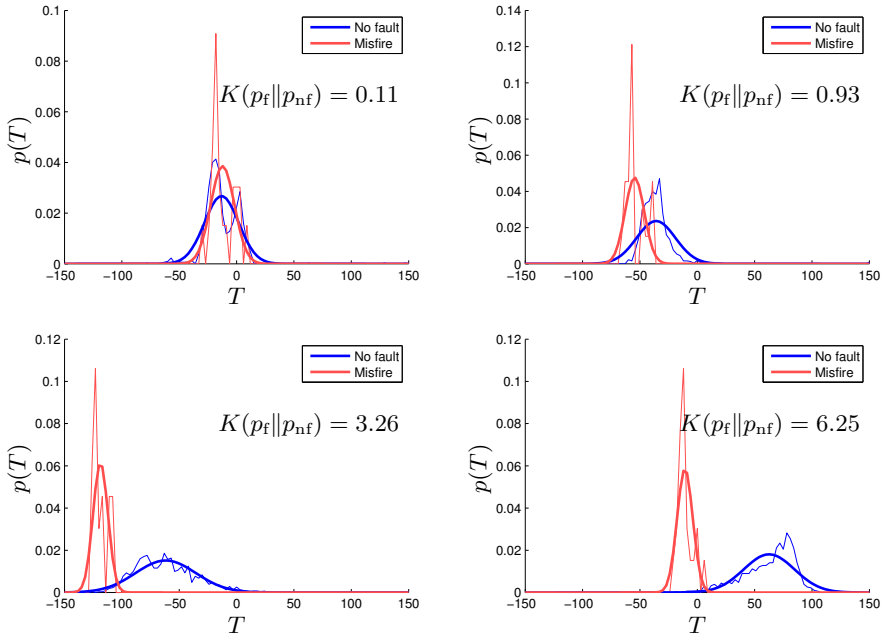 0.1
0.08
0.06
0.04
0.02
0
p(T)
No fault
Misfire
K(p_f‖p_nf) = 0.11
−150 −100 −50 0 50 100 150
T
0.14
0.12
0.1
0.08
0.06
0.04
0.02
0
p(T)
No fault
Misfire
K(p_f‖p_nf) = 0.93
−150 −100 −50 0 50 100 150
T
0.12
0.1
0.08
0.06
0.04
0.02
0
p(T)
No fault
Misfire
K(p_f‖p_nf) = 3.26
−150 −100 −50 0 50 100 150
T
0.12
0.1
0.08
0.06
0.04
0.02
0
p(T)
No fault
Misfire
K(p_f‖p_nf) = 6.25
−150 −100 −50 0 50 100 150
T